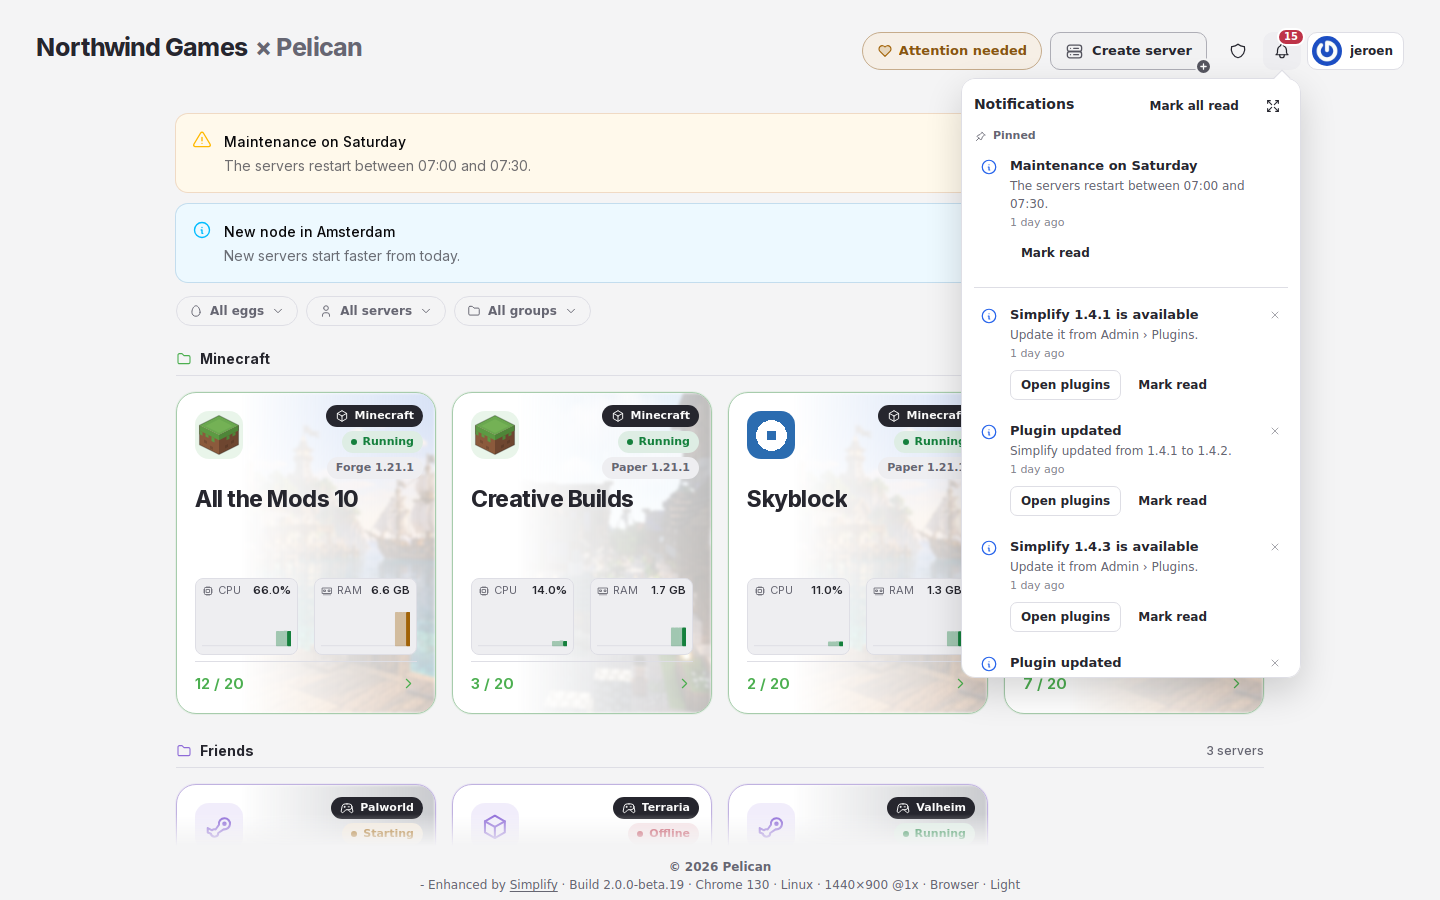 Northwind Games × Pelican
Attention needed
Create server
15
jeroen
Maintenance on Saturday
The servers restart between 07:00 and 07:30.
New node in Amsterdam
New servers start faster from today.
All eggs
All servers
All groups
Notifications
Mark all read
Pinned
Maintenance on Saturday
The servers restart between 07:00 and
07:30.
1 day ago
Mark read
Simplify 1.4.1 is available
Update it from Admin › Plugins.
1 day ago
Open plugins
Mark read
Plugin updated
Simplify updated from 1.4.1 to 1.4.2.
1 day ago
Open plugins
Mark read
Simplify 1.4.3 is available
Update it from Admin › Plugins.
1 day ago
Open plugins
Mark read
Plugin updated
Minecraft
Minecraft
Running
Forge 1.21.1
All the Mods 10
CPU 66.0%
RAM 6.6 GB
12 / 20
Minecraft
Running
Paper 1.21.1
Creative Builds
CPU 14.0%
RAM 1.7 GB
3 / 20
Minecraft
Running
Paper 1.21.1
Skyblock
CPU 11.0%
RAM 1.3 GB
2 / 20
7 / 20
Friends
3 servers
Palworld
Starting
Terraria
Offline
Valheim
Running
© 2026 Pelican
- Enhanced by Simplify · Build 2.0.0-beta.19 · Chrome 130 · Linux · 1440×900 @1x · Browser · Light